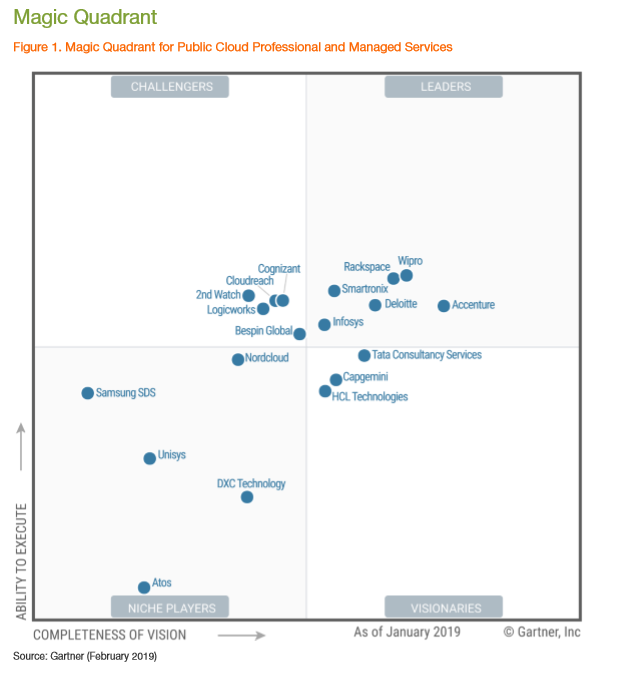 Magic Quadrant
Figure 1. Magic Quadrant for Public Cloud Professional and Managed Services
CHALLENGERS
LEADERS
Cognizant
Cloudreach
2nd Watch
Logicworks
Bespin Global
Wipro
Rackspace
Smartronix
Deloitte
Accenture
Infosys
Nordcloud
Samsung SDS
Unisys
DXC Technology
Atos
Tata Consultancy Services
Capgemini
HCL Technologies
NICHE PLAYERS
VISIONARIES
ABILITY TO EXECUTE
COMPLETENESS OF VISION
As of January 2019
© Gartner, Inc
Source: Gartner (February 2019)